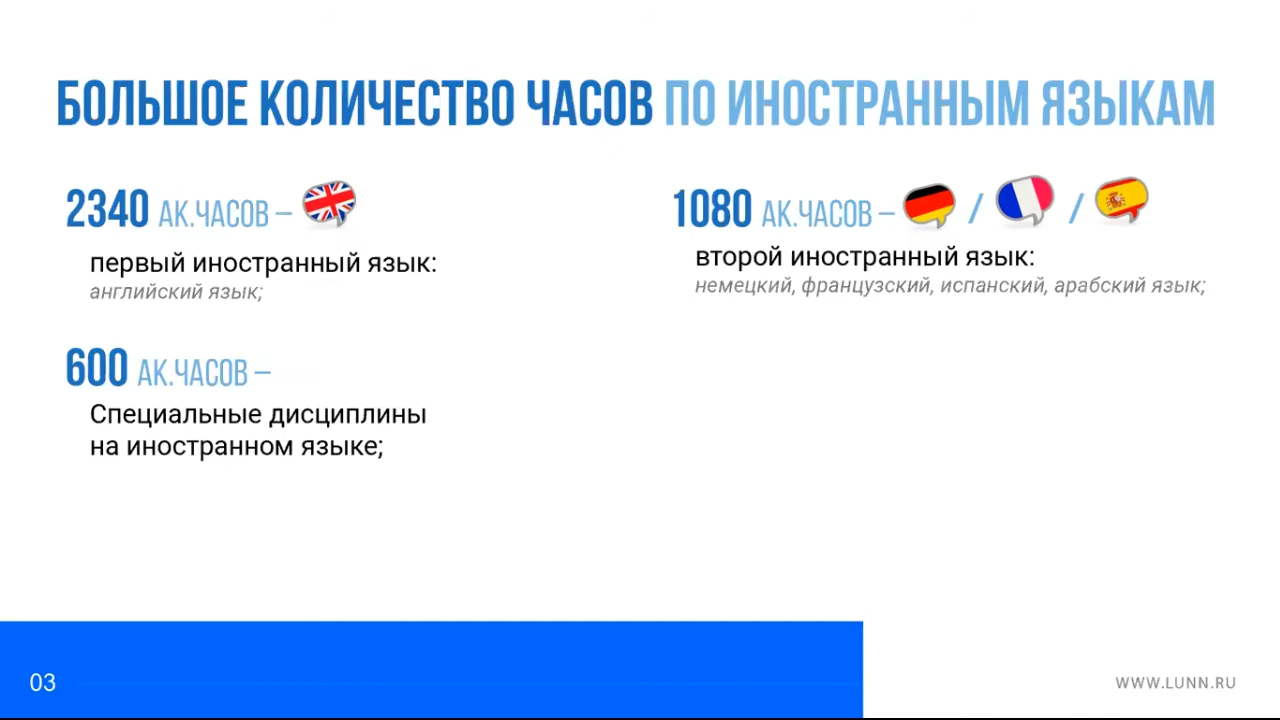 БОЛЬШОЕ КОЛИЧЕСТВО ЧАСОВ ПО ИНОСТРАННЫМ ЯЗЫКАМ
2340 АК.ЧАСОВ –
первый иностранный язык:
английский язык;
1080 АК.ЧАСОВ – / /
второй иностранный язык:
немецкий, французский, испанский, арабский язык;
600 АК.ЧАСОВ –
Специальные дисциплины
на иностранном языке;
03
WWW.LUNN.RU